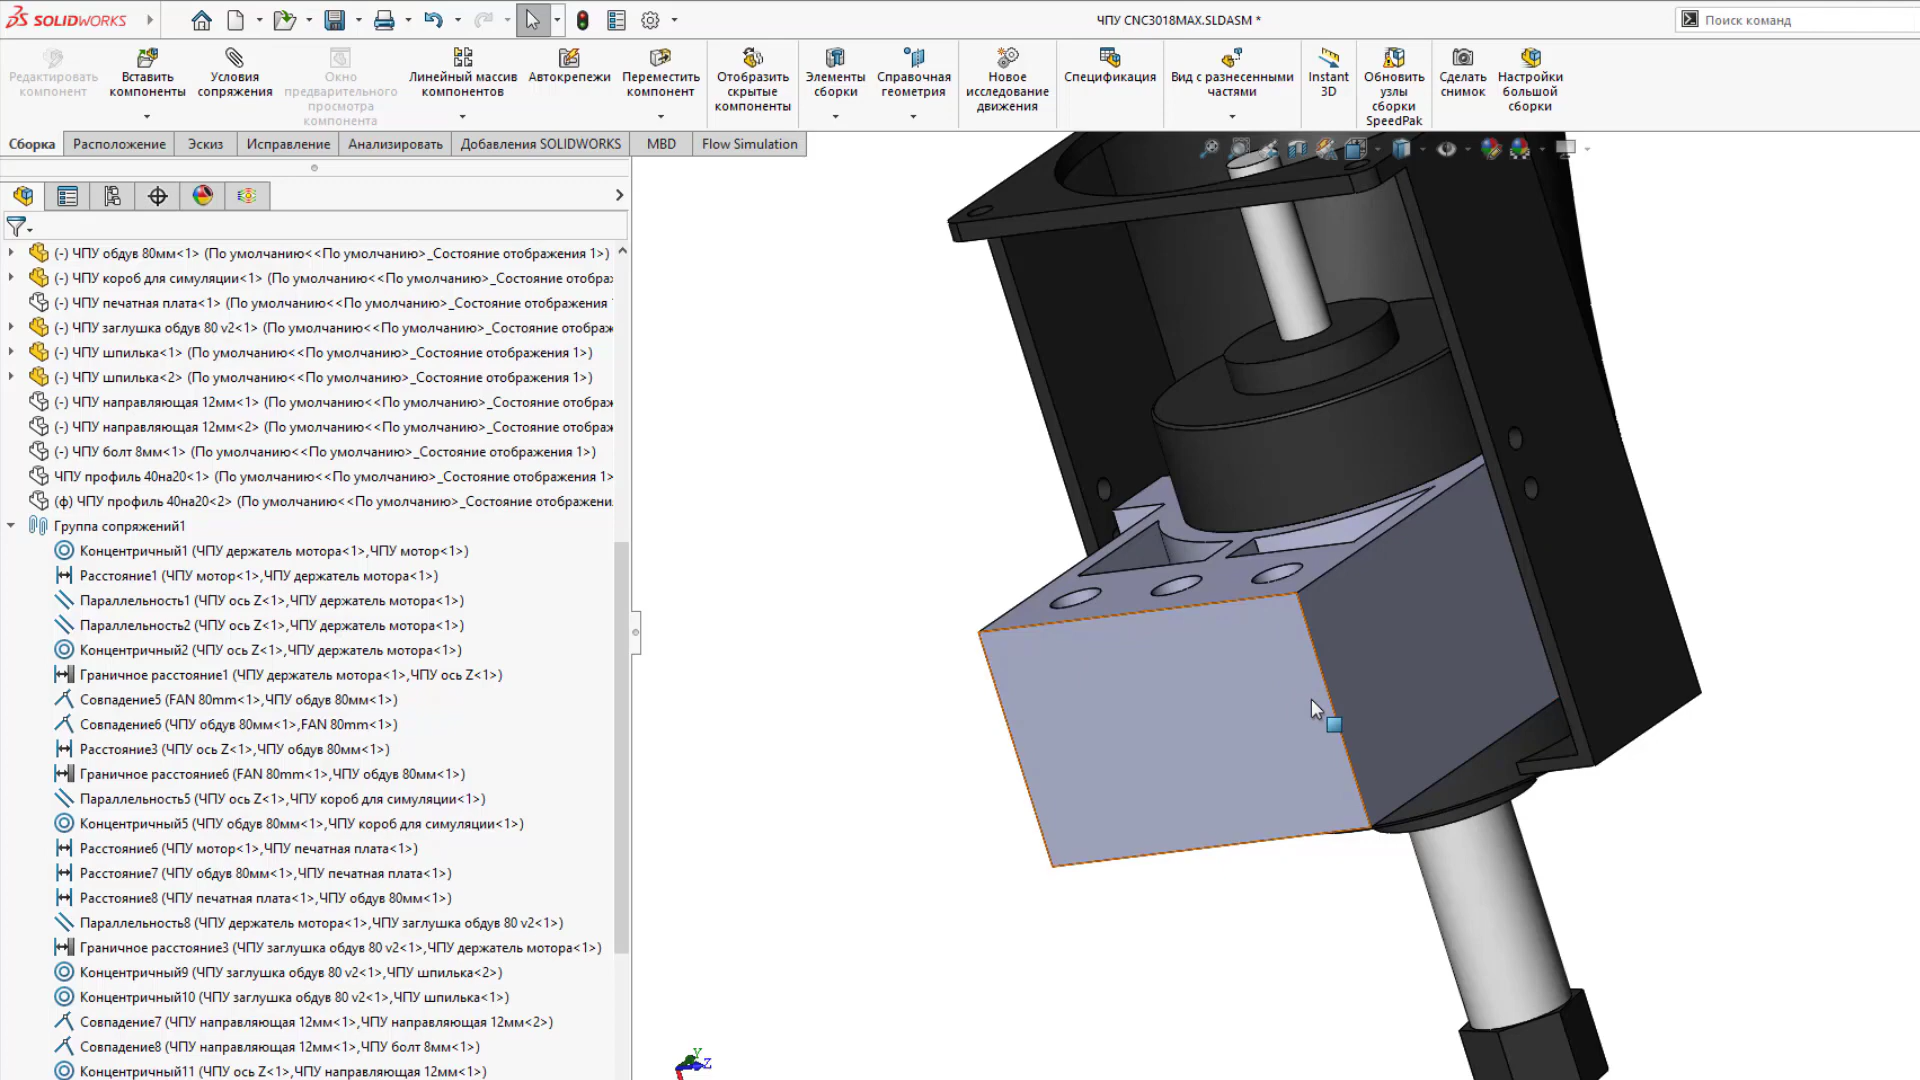 SOLIDWORKS
ЧПУ CNC3018MAX.SLDASM *
Поиск команд
Редактировать компонент
Вставить компоненты
Условия сопряжения
Окно предварительного просмотра компонента
Линейный массив компонентов
Автокрепежи
Переместить компонент
Отобразить скрытые компоненты
Элементы сборки
Справочная геометрия
Новое исследование движения
Спецификация
Вид с разнесенными частями
Instant 3D
Обновить узлы сборки SpeedPak
Сделать снимок
Настройки большой сборки
Сборка
Расположение
Эскиз
Исправление
Анализировать
Добавления SOLIDWORKS
MBD
Flow Simulation
(-) ЧПУ обдув 80мм<1> (По умолчанию<<По умолчанию>_Состояние отображения 1>)
(-) ЧПУ короб для симуляции<1> (По умолчанию<<По умолчанию>_Состояние отобра
(-) ЧПУ печатная плата<1> (По умолчанию<<По умолчанию>_Состояние отображения
(-) ЧПУ заглушка обдув 80 v2<1> (По умолчанию<<По умолчанию>_Состояние отображ
(-) ЧПУ шпилька<1> (По умолчанию<<По умолчанию>_Состояние отображения 1>)
(-) ЧПУ шпилька<2> (По умолчанию<<По умолчанию>_Состояние отображения 1>)
(-) ЧПУ направляющая 12мм<1> (По умолчанию<<По умолчанию>_Состояние отображ
(-) ЧПУ направляющая 12мм<2> (По умолчанию<<По умолчанию>_Состояние отображ
(-) ЧПУ болт 8мм<1> (По умолчанию<<По умолчанию>_Состояние отображения 1>)
ЧПУ профиль 40на20<1> (По умолчанию<<По умолчанию>_Состояние отображения 1>
(ф) ЧПУ профиль 40на20<2> (По умолчанию<<По умолчанию>_Состояние отображени
Группа сопряжений1
Концентричный1 (ЧПУ держатель мотора<1>,ЧПУ мотор<1>)
Расстояние1 (ЧПУ мотор<1>,ЧПУ держатель мотора<1>)
Параллельность1 (ЧПУ ось Z<1>,ЧПУ держатель мотора<1>)
Параллельность2 (ЧПУ ось Z<1>,ЧПУ держатель мотора<1>)
Концентричный2 (ЧПУ ось Z<1>,ЧПУ держатель мотора<1>)
Граничное расстояние1 (ЧПУ держатель мотора<1>,ЧПУ ось Z<1>)
Совпадение5 (FAN 80mm<1>,ЧПУ обдув 80мм<1>)
Совпадение6 (ЧПУ обдув 80мм<1>,FAN 80mm<1>)
Расстояние3 (ЧПУ ось Z<1>,ЧПУ обдув 80мм<1>)
Граничное расстояние6 (FAN 80mm<1>,ЧПУ обдув 80мм<1>)
Параллельность5 (ЧПУ ось Z<1>,ЧПУ короб для симуляции<1>)
Концентричный5 (ЧПУ обдув 80мм<1>,ЧПУ короб для симуляции<1>)
Расстояние6 (ЧПУ мотор<1>,ЧПУ печатная плата<1>)
Расстояние7 (ЧПУ обдув 80мм<1>,ЧПУ печатная плата<1>)
Расстояние8 (ЧПУ печатная плата<1>,ЧПУ обдув 80мм<1>)
Параллельность8 (ЧПУ держатель мотора<1>,ЧПУ заглушка обдув 80 v2<1>)
Граничное расстояние3 (ЧПУ заглушка обдув 80 v2<1>,ЧПУ держатель мотора<1>)
Концентричный9 (ЧПУ заглушка обдув 80 v2<1>,ЧПУ шпилька<2>)
Концентричный10 (ЧПУ заглушка обдув 80 v2<1>,ЧПУ шпилька<1>)
Совпадение7 (ЧПУ направляющая 12мм<1>,ЧПУ направляющая 12мм<2>)
Совпадение8 (ЧПУ направляющая 12мм<1>,ЧПУ болт 8мм<1>)
Концентричный11 (ЧПУ ось Z<1>,ЧПУ направляющая 12мм<1>)
Y
Z